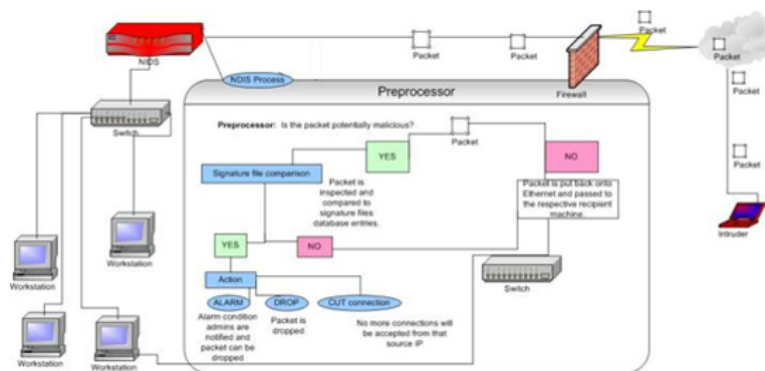 Packet
Packet
Packet
Packet
Packet
Packet
NIDS
Firewall
NDIS Process
Preprocessor
Switch
Preprocessor: Is the packet potentially malicious?
Packet
YES
NO
Signature file comparison
Packet is
inspected and
compared to
signature files
database entries.
Packet is put back onto
Ethernet and passed to
the respective recipient
machine.
Intruder
YES
NO
Workstation
Workstation
Action
Switch
ALARM
DROP
CUT connection
Alarm condition
admins are
notified and
packet can be
dropped
Packet is
dropped
No more connections will
be accepted from that
source IP
Workstation
Workstation